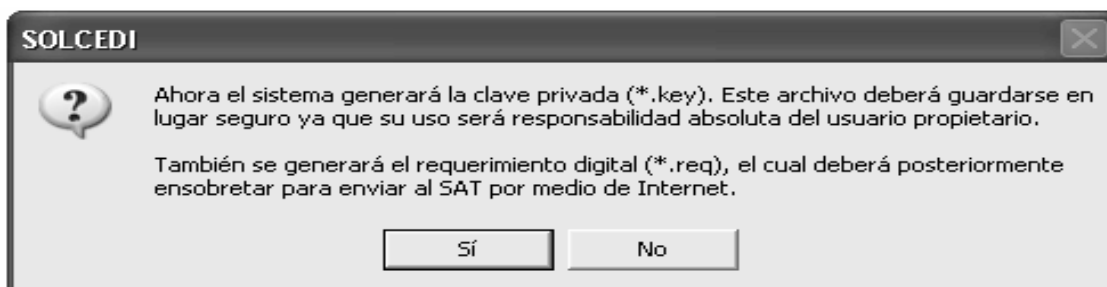 SOLCEDI
Ahora el sistema generará la clave privada (*.key). Este archivo deberá guardarse en
lugar seguro ya que su uso será responsabilidad absoluta del usuario propietario.
También se generará el requerimiento digital (*.req), el cual deberá posteriormente
ensobretar para enviar al SAT por medio de Internet.
Sí
No